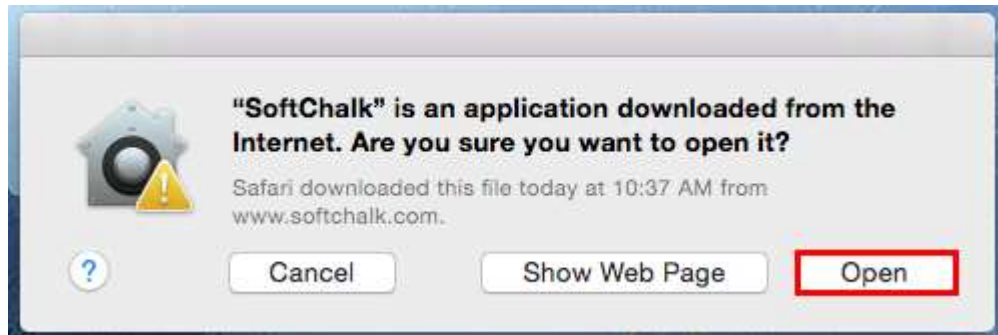 “SoftChalk” is an application downloaded from the
Internet. Are you sure you want to open it?
Safari downloaded this file today at 10:37 AM from
www.softchalk.com.
? Cancel Show Web Page Open